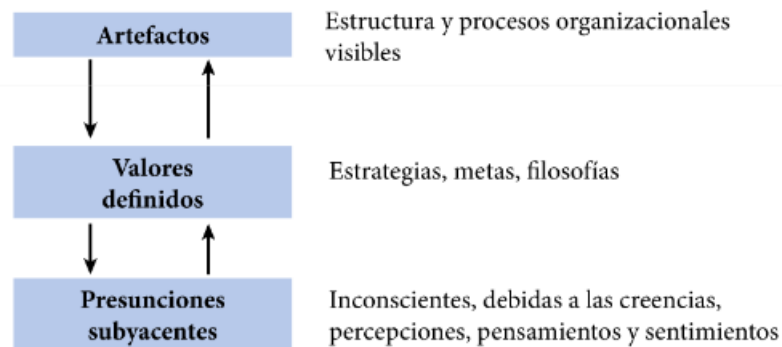 Artefactos
Estructura y procesos organizacionales
visibles
Valores
definidos
Estrategias, metas, filosofías
Presunciones
subyacentes
Inconscientes, debidas a las creencias,
percepciones, pensamientos y sentimientos